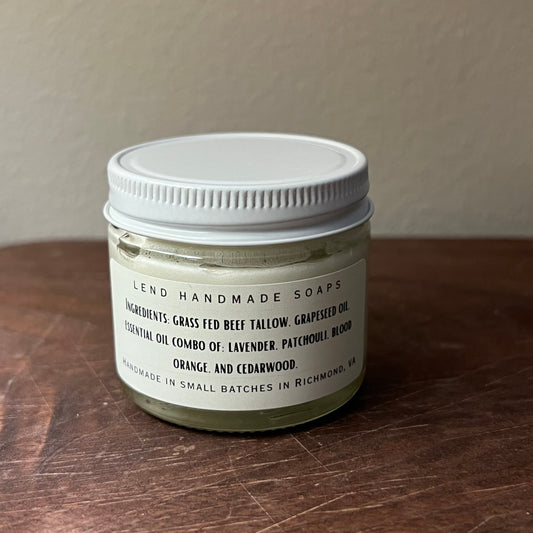 LEND HANDMADE SOAPS
INGREDIENTS: GRASS FED BEEF TALLOW, GRAPESEED OIL,
ESSENTIAL OIL COMBO OF: LAVENDER, PATCHOULI, BLOOD
ORANGE, AND CEDARWOOD.
HANDMADE IN SMALL BATCHES IN RICHMOND, VA